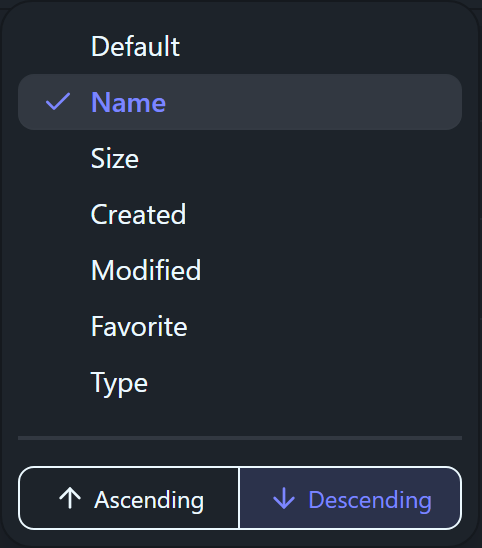 Default
Name
Size
Created
Modified
Favorite
Type
Ascending Descending